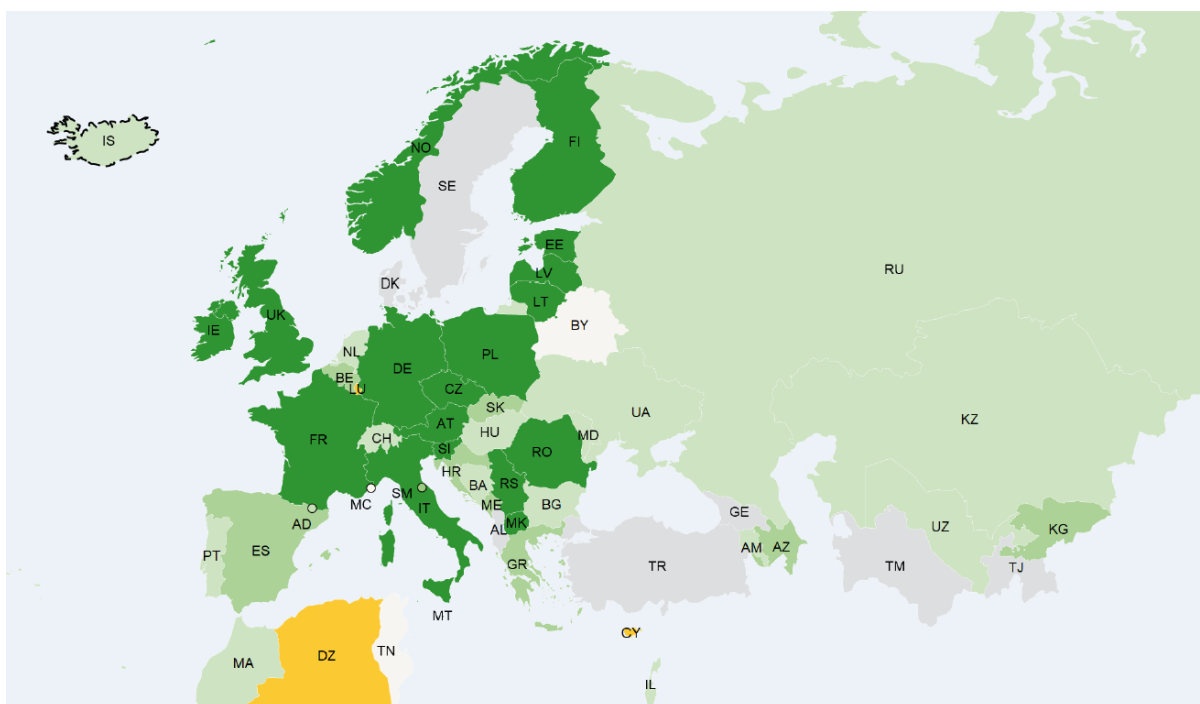 IS
NO
FI
SE
EE
DK
LV
LT
RU
IE
UK
BY
NL
DE
PL
BE
LU
CZ
SK
UA
AT
HU
MD
FR
CH
SI
RO
KZ
HR
BA
RS
MC
SM
IT
ME
BG
AD
MK
AL
GE
UZ
KG
PT
ES
GR
AM
AZ
TR
TM
TJ
MT
CY
MA
DZ
TN
IL